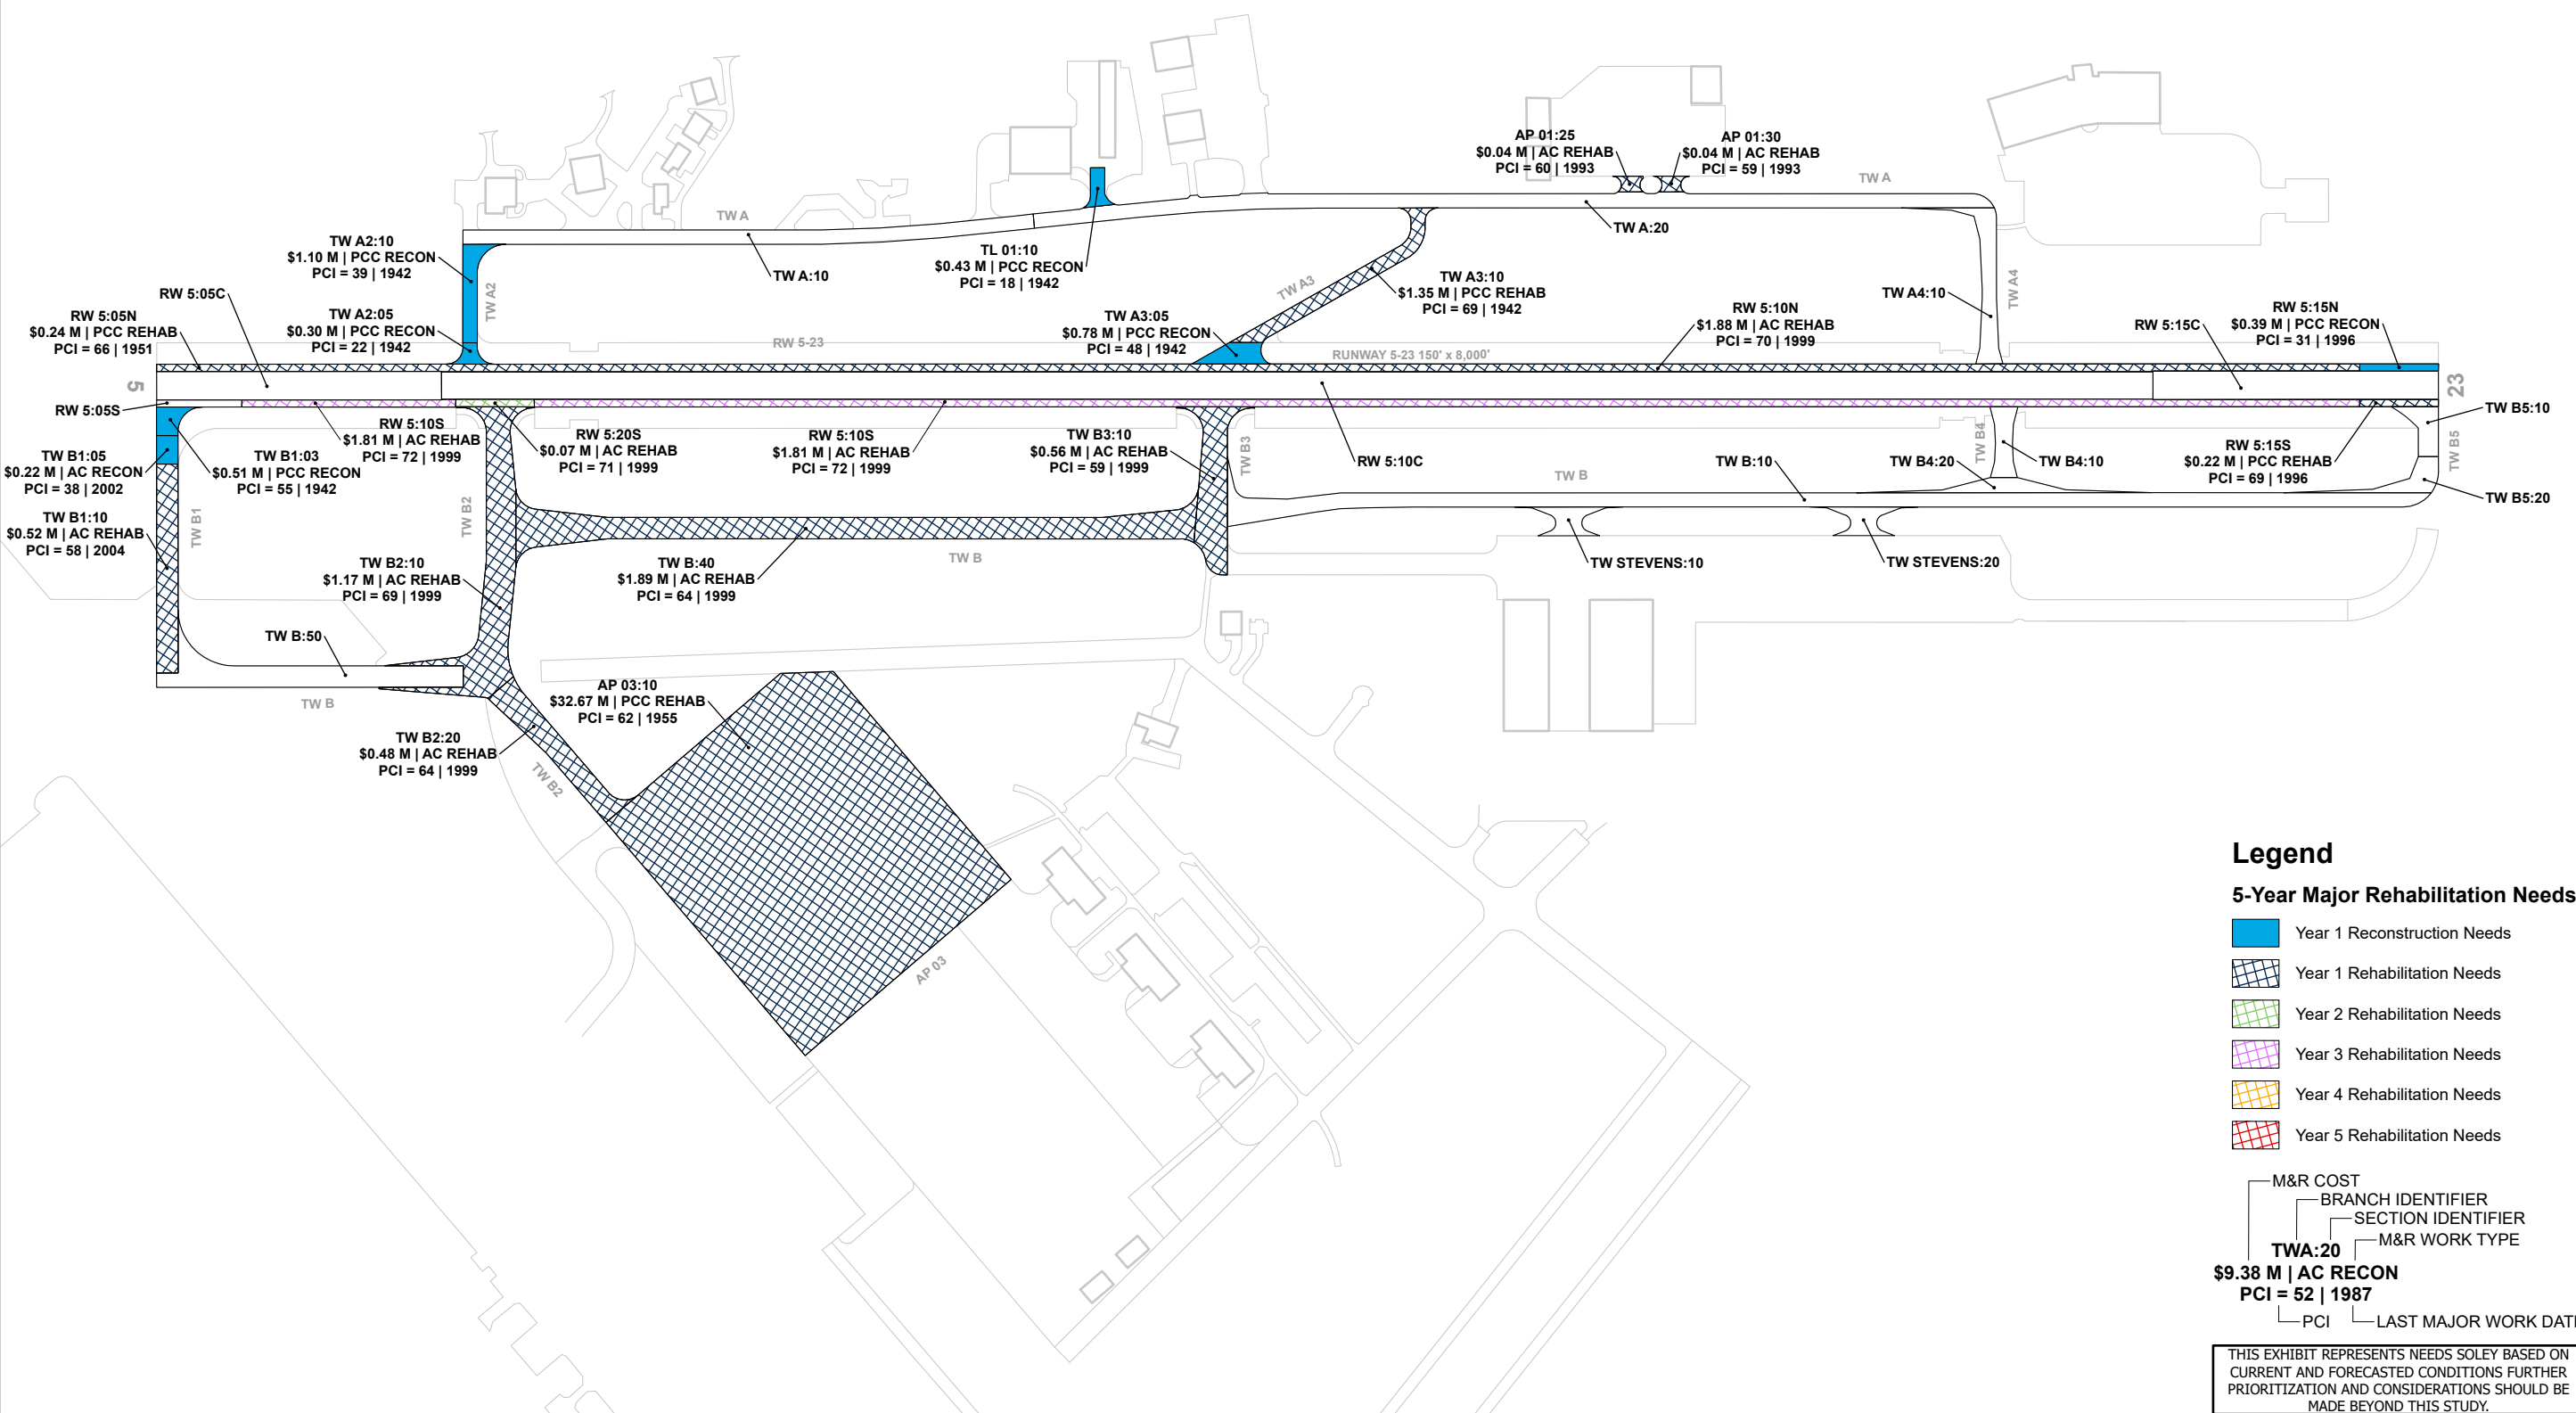 AP 01:25
$0.04 M | AC REHAB
PCI = 60 | 1993
AP 01:30
$0.04 M | AC REHAB
PCI = 59 | 1993
TW A
TW A
TW A:20
TW A:10
TW A2:10
$1.10 M | PCC RECON
PCI = 39 | 1942
TL 01:10
$0.43 M | PCC RECON
PCI = 18 | 1942
TW A3
TW A3:10
$1.35 M | PCC REHAB
PCI = 69 | 1942
TW A4:10
TW A4
TW A2
RW 5:05C
RW 5:05N
$0.24 M | PCC REHAB
PCI = 66 | 1951
TW A2:05
$0.30 M | PCC RECON
PCI = 22 | 1942
TW A3:05
$0.78 M | PCC RECON
PCI = 48 | 1942
RW 5:10N
$1.88 M | AC REHAB
PCI = 70 | 1999
RW 5:15C
RW 5:15N
$0.39 M | PCC RECON
PCI = 31 | 1996
RW 5-23
RUNWAY 5-23 150' x 8,000'
5
23
RW 5:05S
RW 5:10S
$1.81 M | AC REHAB
PCI = 72 | 1999
RW 5:20S
$0.07 M | AC REHAB
PCI = 71 | 1999
RW 5:10S
$1.81 M | AC REHAB
PCI = 72 | 1999
TW B3:10
$0.56 M | AC REHAB
PCI = 59 | 1999
TW B3
RW 5:10C
TW B
TW B:10
TW B4:20
TW B4
TW B4:10
RW 5:15S
$0.22 M | PCC REHAB
PCI = 69 | 1996
TW B5:10
TW B5
TW B5:20
TW B1:05
$0.22 M | AC RECON
PCI = 38 | 2002
TW B1:03
$0.51 M | PCC RECON
PCI = 55 | 1942
TW B1:10
$0.52 M | AC REHAB
PCI = 58 | 2004
TW B1
TW B2
TW B2:10
$1.17 M | AC REHAB
PCI = 69 | 1999
TW B:40
$1.89 M | AC REHAB
PCI = 64 | 1999
TW B
TW STEVENS:10
TW STEVENS:20
TW B:50
TW B
AP 03:10
$32.67 M | PCC REHAB
PCI = 62 | 1955
TW B2:20
$0.48 M | AC REHAB
PCI = 64 | 1999
TW B2
AP 03
Legend
5-Year Major Rehabilitation Needs
Year 1 Reconstruction Needs
Year 1 Rehabilitation Needs
Year 2 Rehabilitation Needs
Year 3 Rehabilitation Needs
Year 4 Rehabilitation Needs
Year 5 Rehabilitation Needs
M&R COST
BRANCH IDENTIFIER
SECTION IDENTIFIER
M&R WORK TYPE
TWA:20
$9.38 M | AC RECON
PCI = 52 | 1987
PCI
LAST MAJOR WORK DAT
THIS EXHIBIT REPRESENTS NEEDS SOLEY BASED ON
CURRENT AND FORECASTED CONDITIONS FURTHER
PRIORITIZATION AND CONSIDERATIONS SHOULD BE
MADE BEYOND THIS STUDY.